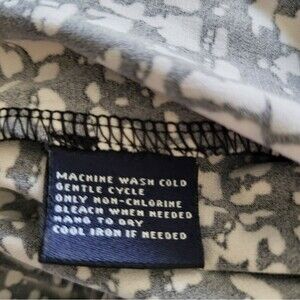 MACHINE WASH COLD
GENTLE CYCLE
ONLY NON-CHLORINE
BLEACH WHEN NEEDED
HANG TO DRY
COOL IRON IF NEEDED